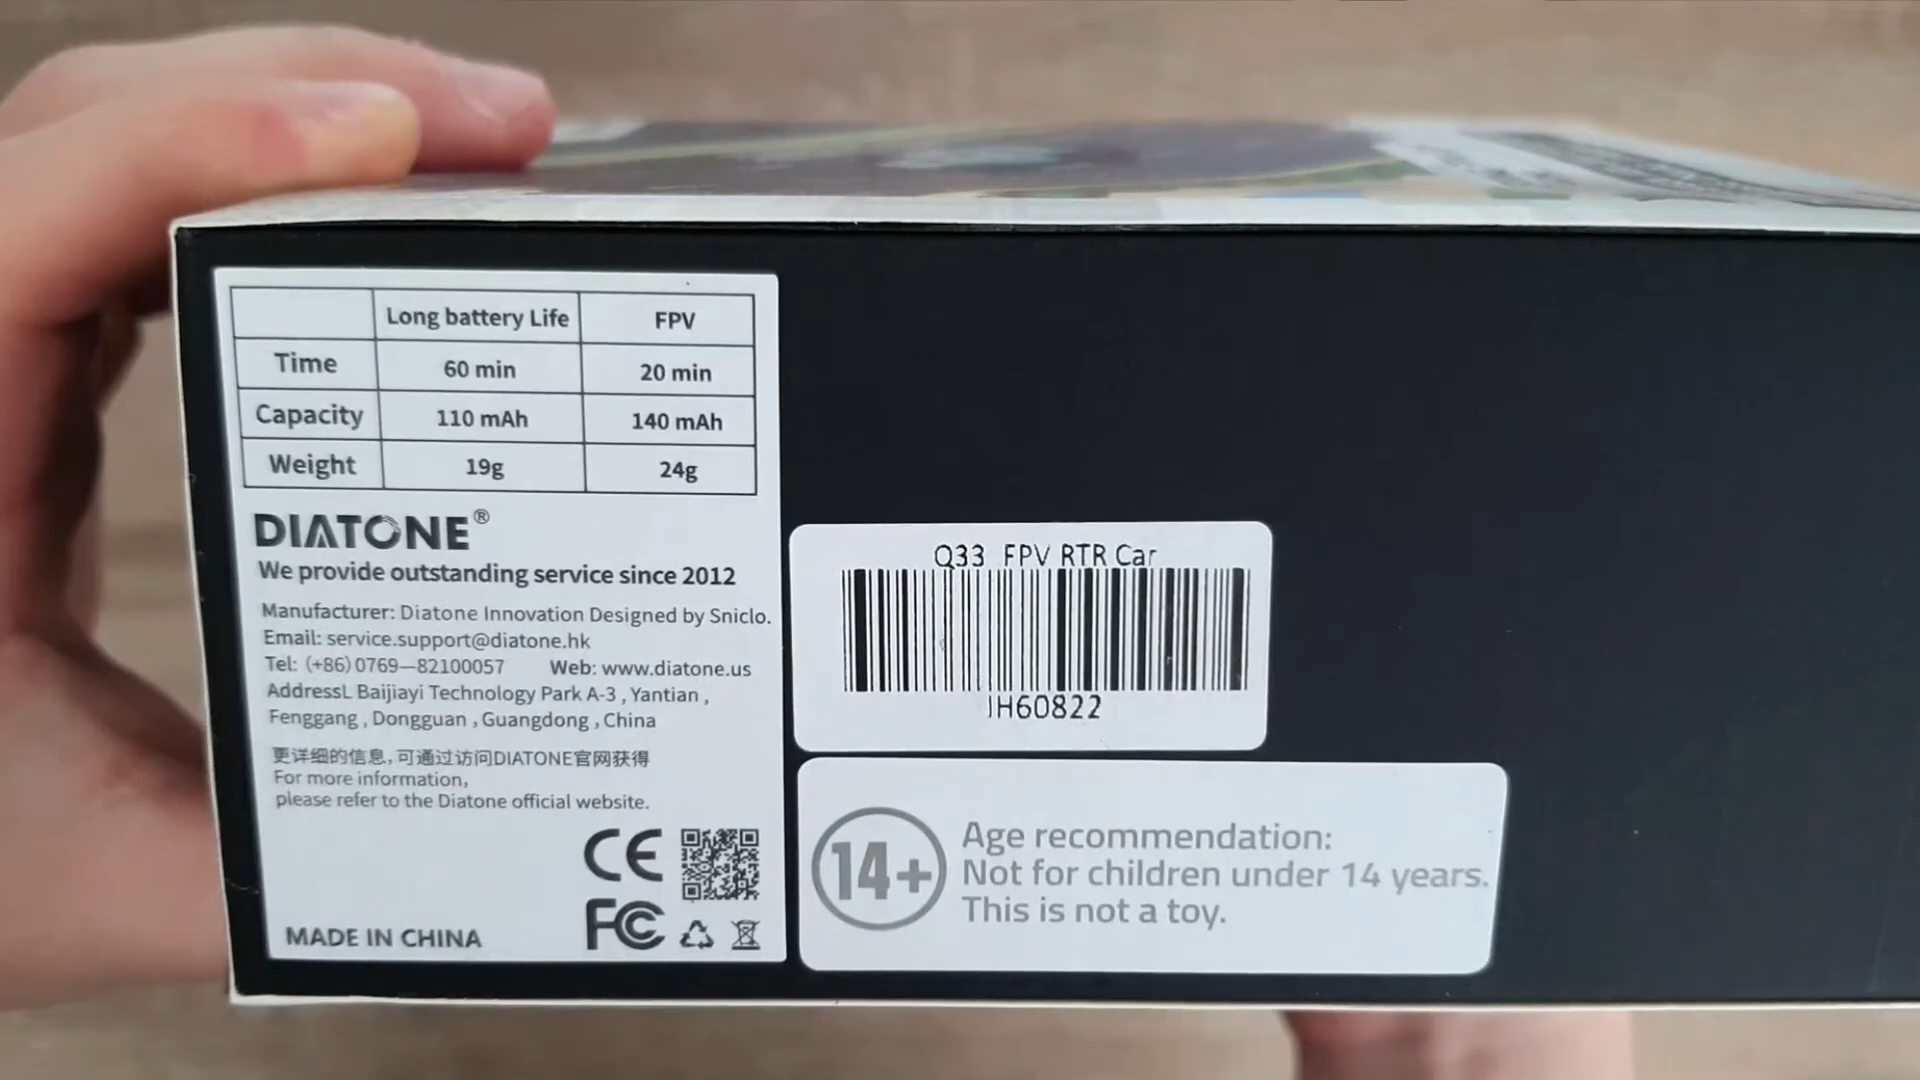 Long battery Life FPV
Time 60 min 20 min
Capacity 110 mAh 140 mAh
Weight 19g 24g
DIATONE®
We provide outstanding service since 2012
Manufacturer: Diatone Innovation Designed by Sniclo.
Email: service.support@diatone.hk
Tel: (+86)0769—82100057 Web: www.diatone.us
AddressL Baijiayi Technology Park A-3 , Yantian ,
Fenggang , Dongguan , Guangdong , China
更详细的信息,可通过访问DIATONE官网获得
For more information,
please refer to the Diatone official website.
CE
FC
MADE IN CHINA
Q33 FPV RTR Car
IH60822
14+
Age recommendation:
Not for children under 14 years.
This is not a toy.